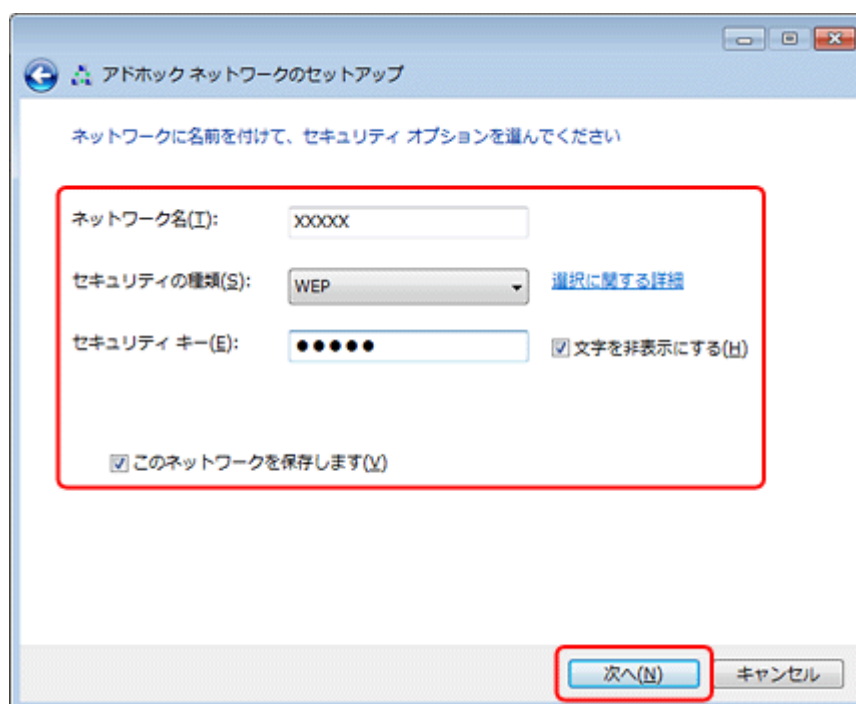 アドホック ネットワークのセットアップ
ネットワークに名前を付けて、セキュリティ オプションを選んでください
ネットワーク名(T): XXXXX
セキュリティの種類(S): WEP 選択に関する詳細
セキュリティ キー(E): ●●●●● 文字を非表示にする(H)
このネットワークを保存します(V)
次へ(N) キャンセル